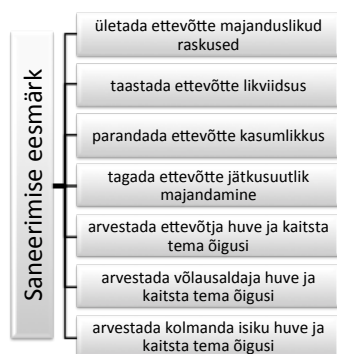 Saneerimise eesmärk
ületada ettevõtte majanduslikud
raskused
taastada ettevõtte likviidsus
parandada ettevõtte kasumlikkus
tagada ettevõtte jätkusuutlik
majandamine
arvestada ettevõtja huve ja kaitsta
tema õigusi
arvestada võlausaldaja huve ja
kaitsta tema õigusi
arvestada kolmanda isiku huve ja
kaitsta tema õigusi